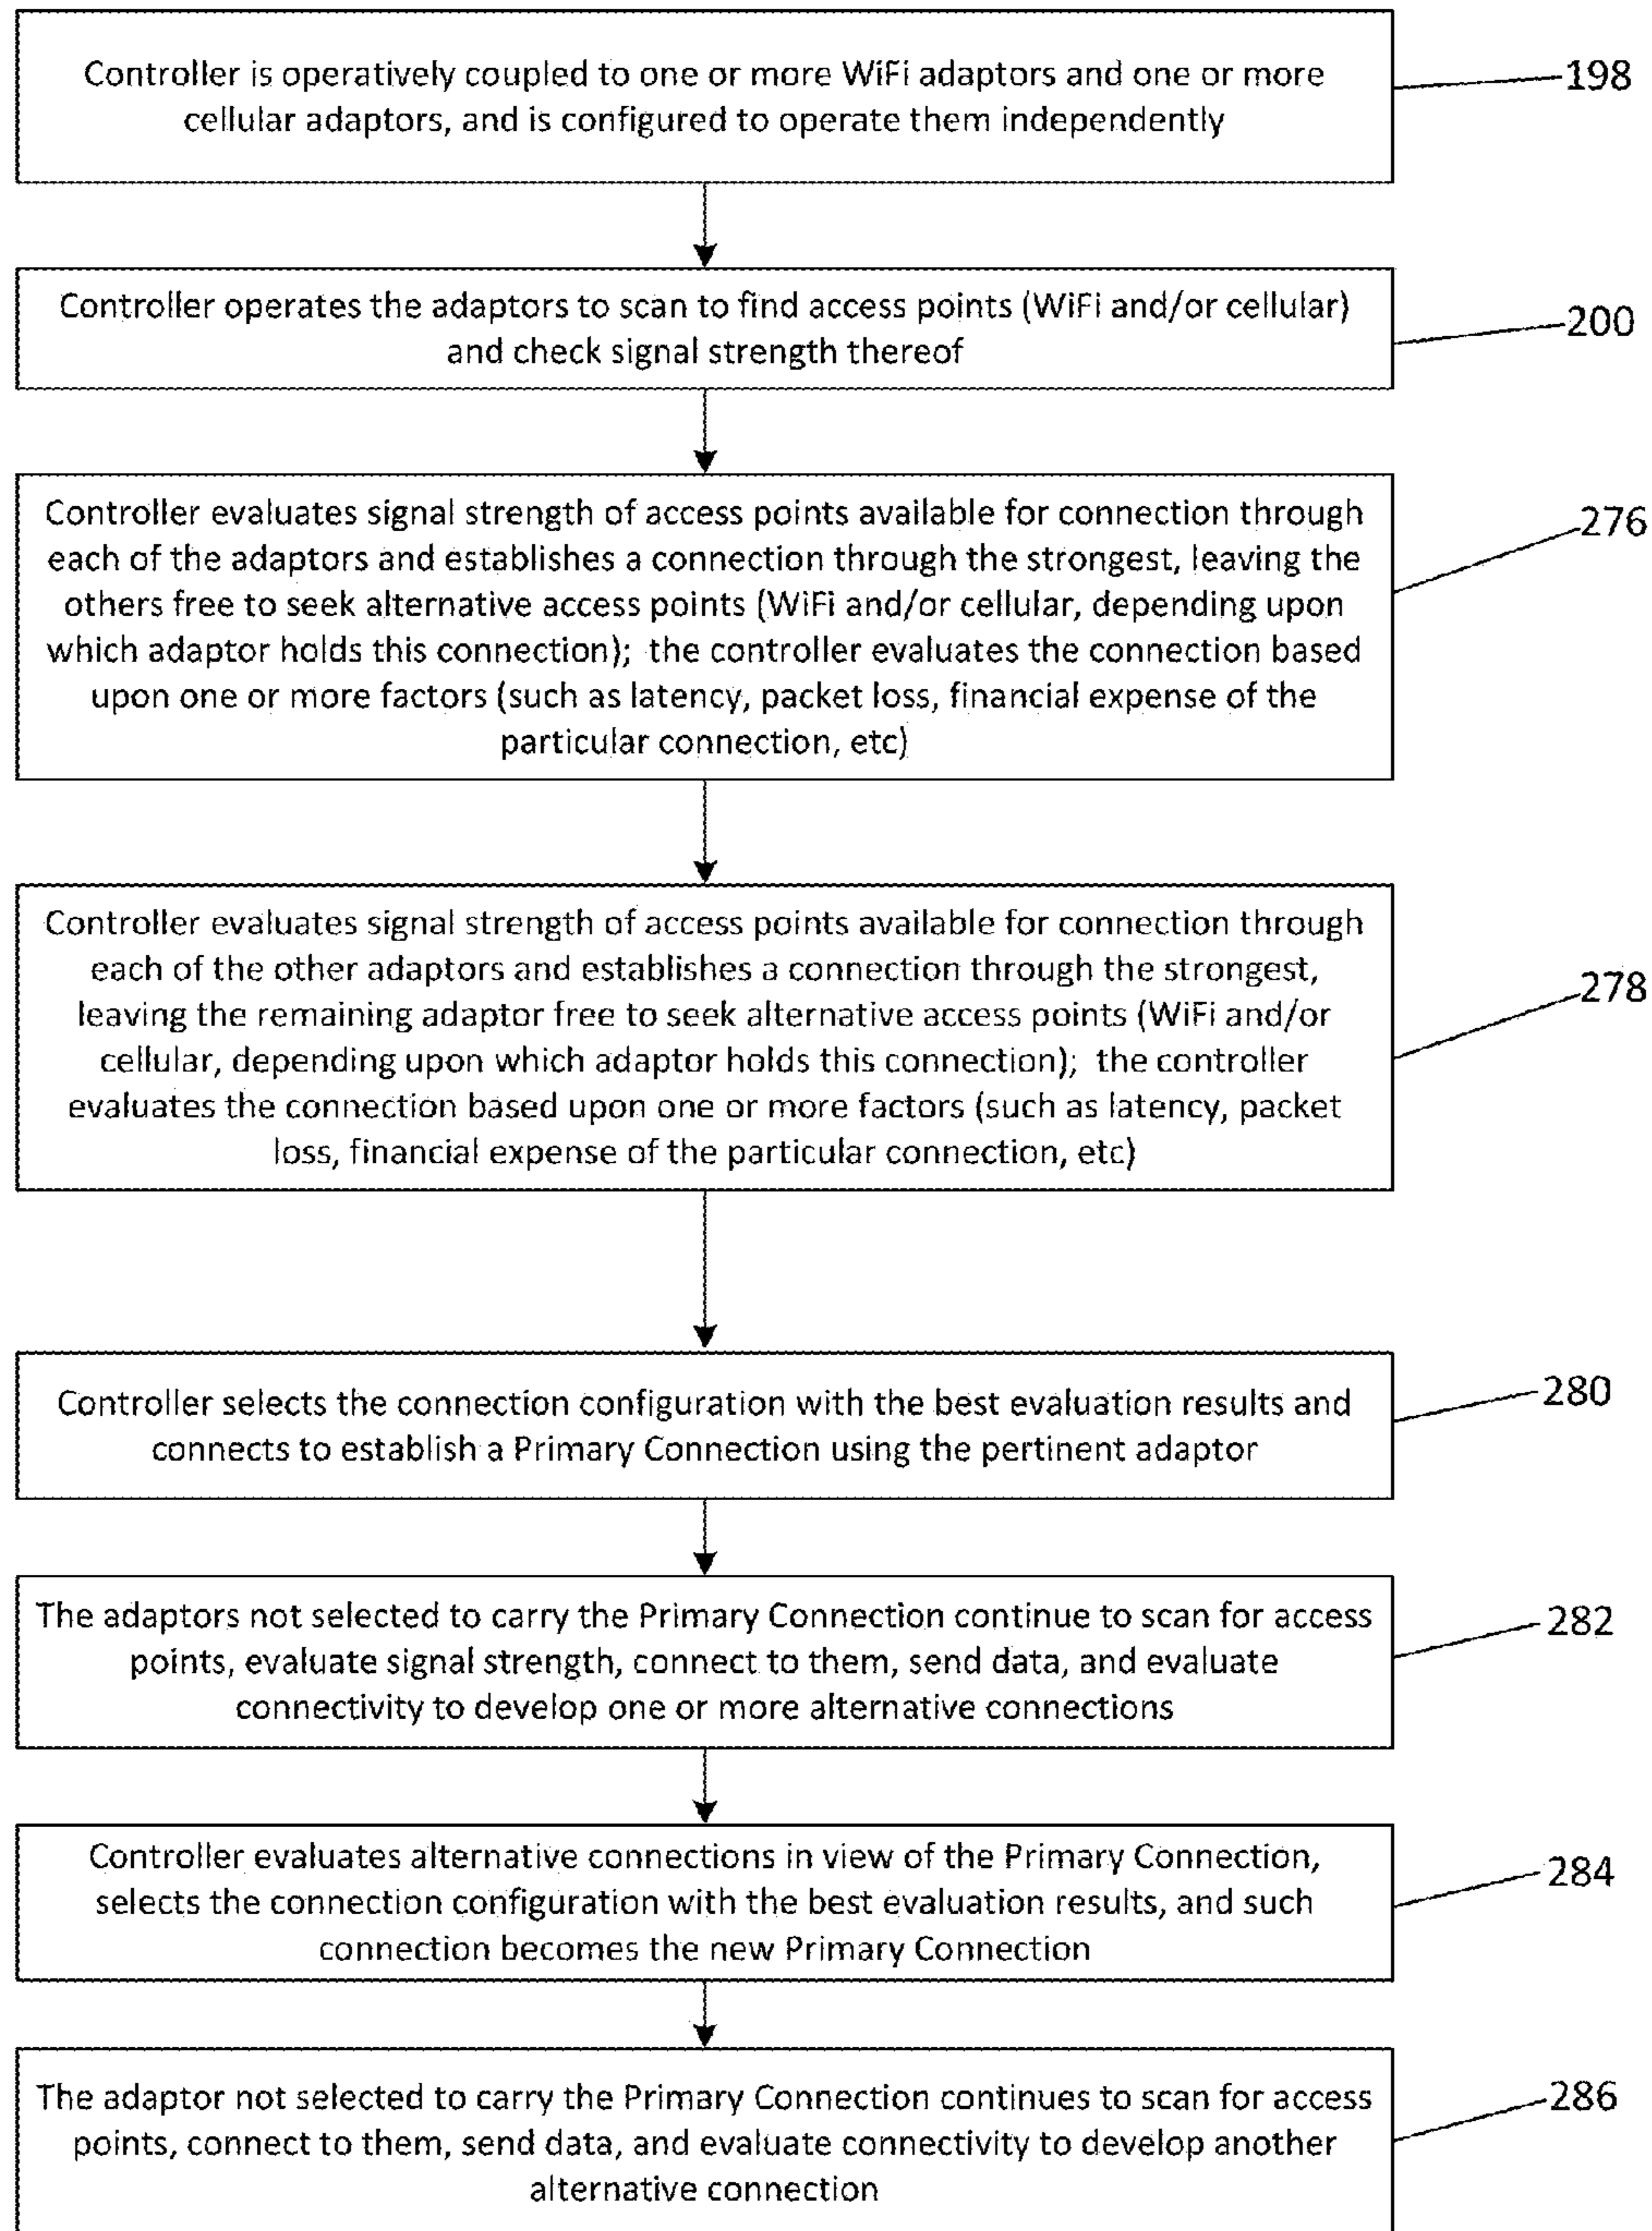 Controller is operatively coupled to one or more WiFi adaptors and one or more
cellular adaptors, and is configured to operate them independently
198
Controller operates the adaptors to scan to find access points (WiFi and/or cellular)
and check signal strength thereof
200
Controller evaluates signal strength of access points available for connection through
each of the adaptors and establishes a connection through the strongest, leaving the
others free to seek alternative access points (WiFi and/or cellular, depending upon
which adaptor holds this connection); the controller evaluates the connection based
upon one or more factors (such as latency, packet loss, financial expense of the
particular connection, etc)
276
Controller evaluates signal strength of access points available for connection through
each of the other adaptors and establishes a connection through the strongest,
leaving the remaining adaptor free to seek alternative access points (WiFi and/or
cellular, depending upon which adaptor holds this connection); the controller
evaluates the connection based upon one or more factors (such as latency, packet
loss, financial expense of the particular connection, etc)
278
Controller selects the connection configuration with the best evaluation results and
connects to establish a Primary Connection using the pertinent adaptor
280
The adaptors not selected to carry the Primary Connection continue to scan for access
points, evaluate signal strength, connect to them, send data, and evaluate
connectivity to develop one or more alternative connections
282
Controller evaluates alternative connections in view of the Primary Connection,
selects the connection configuration with the best evaluation results, and such
connection becomes the new Primary Connection
284
The adaptor not selected to carry the Primary Connection continues to scan for access
points, connect to them, send data, and evaluate connectivity to develop another
alternative connection
286